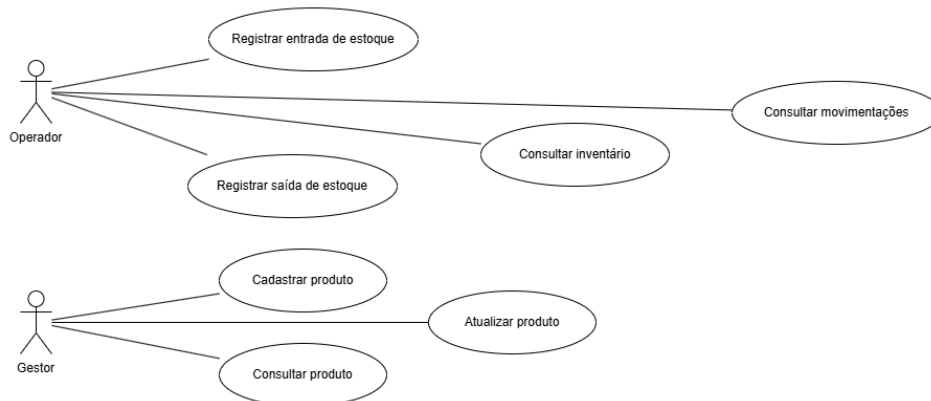 Registrar entrada de estoque
Operador
Consultar movimentações
Consultar inventário
Registrar saída de estoque
Cadastrar produto
Atualizar produto
Gestor
Consultar produto